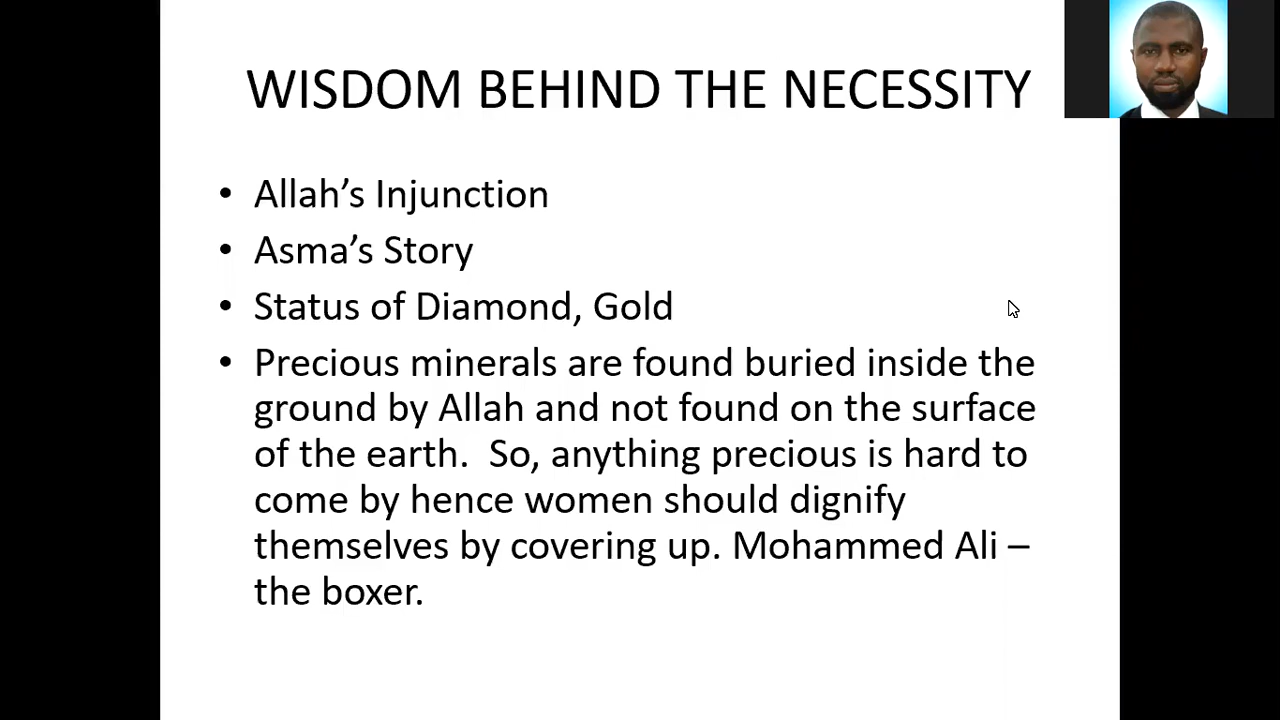 WISDOM BEHIND THE NECESSITY
• Allah’s Injunction
• Asma’s Story
• Status of Diamond, Gold
• Precious minerals are found buried inside the
ground by Allah and not found on the surface
of the earth.  So, anything precious is hard to
come by hence women should dignify
themselves by covering up. Mohammed Ali –
the boxer.